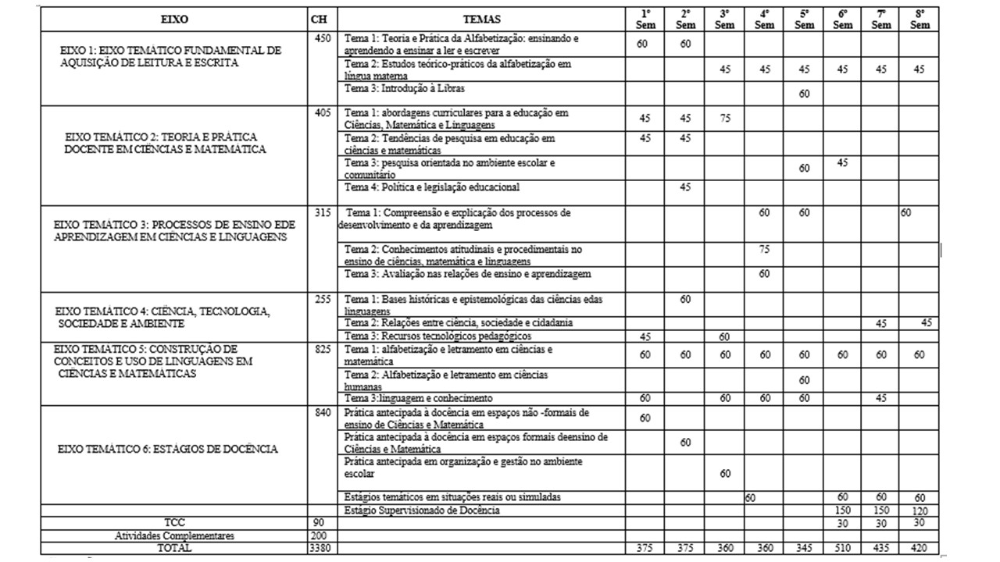 EIXO CH TEMAS 1º Sem 2º Sem 3º Sem 4º Sem 5º Sem 6º Sem 7º Sem 8º Sem
EIXO 1: EIXO TEMÁTICO FUNDAMENTAL DE
AQUISIÇÃO DE LEITURA E ESCRITA
450
Tema 1: Teoria e Prática da Alfabetização: ensinando e
aprendendo a ensinar a ler e escrever
60 60
Tema 2: Estudos teórico-práticos da alfabetização em
língua materna
45 45 45 45 45 45
Tema 3: Introdução à Libras
60
EIXO TEMÁTICO 2: TEORIA E PRÁTICA
DOCENTE EM CIÊNCIAS E MATEMÁTICA
405
Tema 1: abordagens curriculares para a educação em
Ciências, Matemática e Linguagens
45 45 75
Tema 2: Tendências de pesquisa em educação em
ciências e matemáticas
45 45
Tema 3: pesquisa orientada no ambiente escolar e
comunitário
60 45
Tema 4: Política e legislação educacional
45
EIXO TEMÁTICO 3: PROCESSOS DE ENSINO EDE
APRENDIZAGEM EM CIÊNCIAS E LINGUAGENS
315
Tema 1: Compreensão e explicação dos processos de
desenvolvimento e da aprendizagem
60 60 60
Tema 2: Conhecimentos atitudinais e procedimentais no
ensino de ciências, matemática e linguagens
75
Tema 3: Avaliação nas relações de ensino e aprendizagem
60
EIXO TEMÁTICO 4: CIÊNCIA, TECNOLOGIA,
SOCIEDADE E AMBIENTE
255
Tema 1: Bases históricas e epistemológicas das ciências edas
linguagens
60
Tema 2: Relações entre ciência, sociedade e cidadania
45 45
Tema 3: Recursos tecnológicos pedagógicos
45 60
EIXO TEMÁTICO 5: CONSTRUÇÃO DE
CONCEITOS E USO DE LINGUAGENS EM
CIÊNCIAS E MATEMÁTICAS
825
Tema 1: alfabetização e letramento em ciências e
matemática
60 60 60 60 60 60 60 60
Tema 2: Alfabetização e letramento em ciências
humanas
60
Tema 3:linguagem e conhecimento
60 60 60 60 45
EIXO TEMÁTICO 6: ESTÁGIOS DE DOCÊNCIA
840
Prática antecipada à docência em espaços não -formais de
ensino de Ciências e Matemática
60
Prática antecipada à docência em espaços formais deensino de
Ciências e Matemática
60
Prática antecipada em organização e gestão no ambiente
escolar
60
Estágios temáticos em situações reais ou simuladas
60 60 60 60
Estágio Supervisionado de Docência
150 150 120
TCC 90 30 30 30
Atividades Complementares 200
TOTAL 3380 375 375 360 360 345 510 435 420